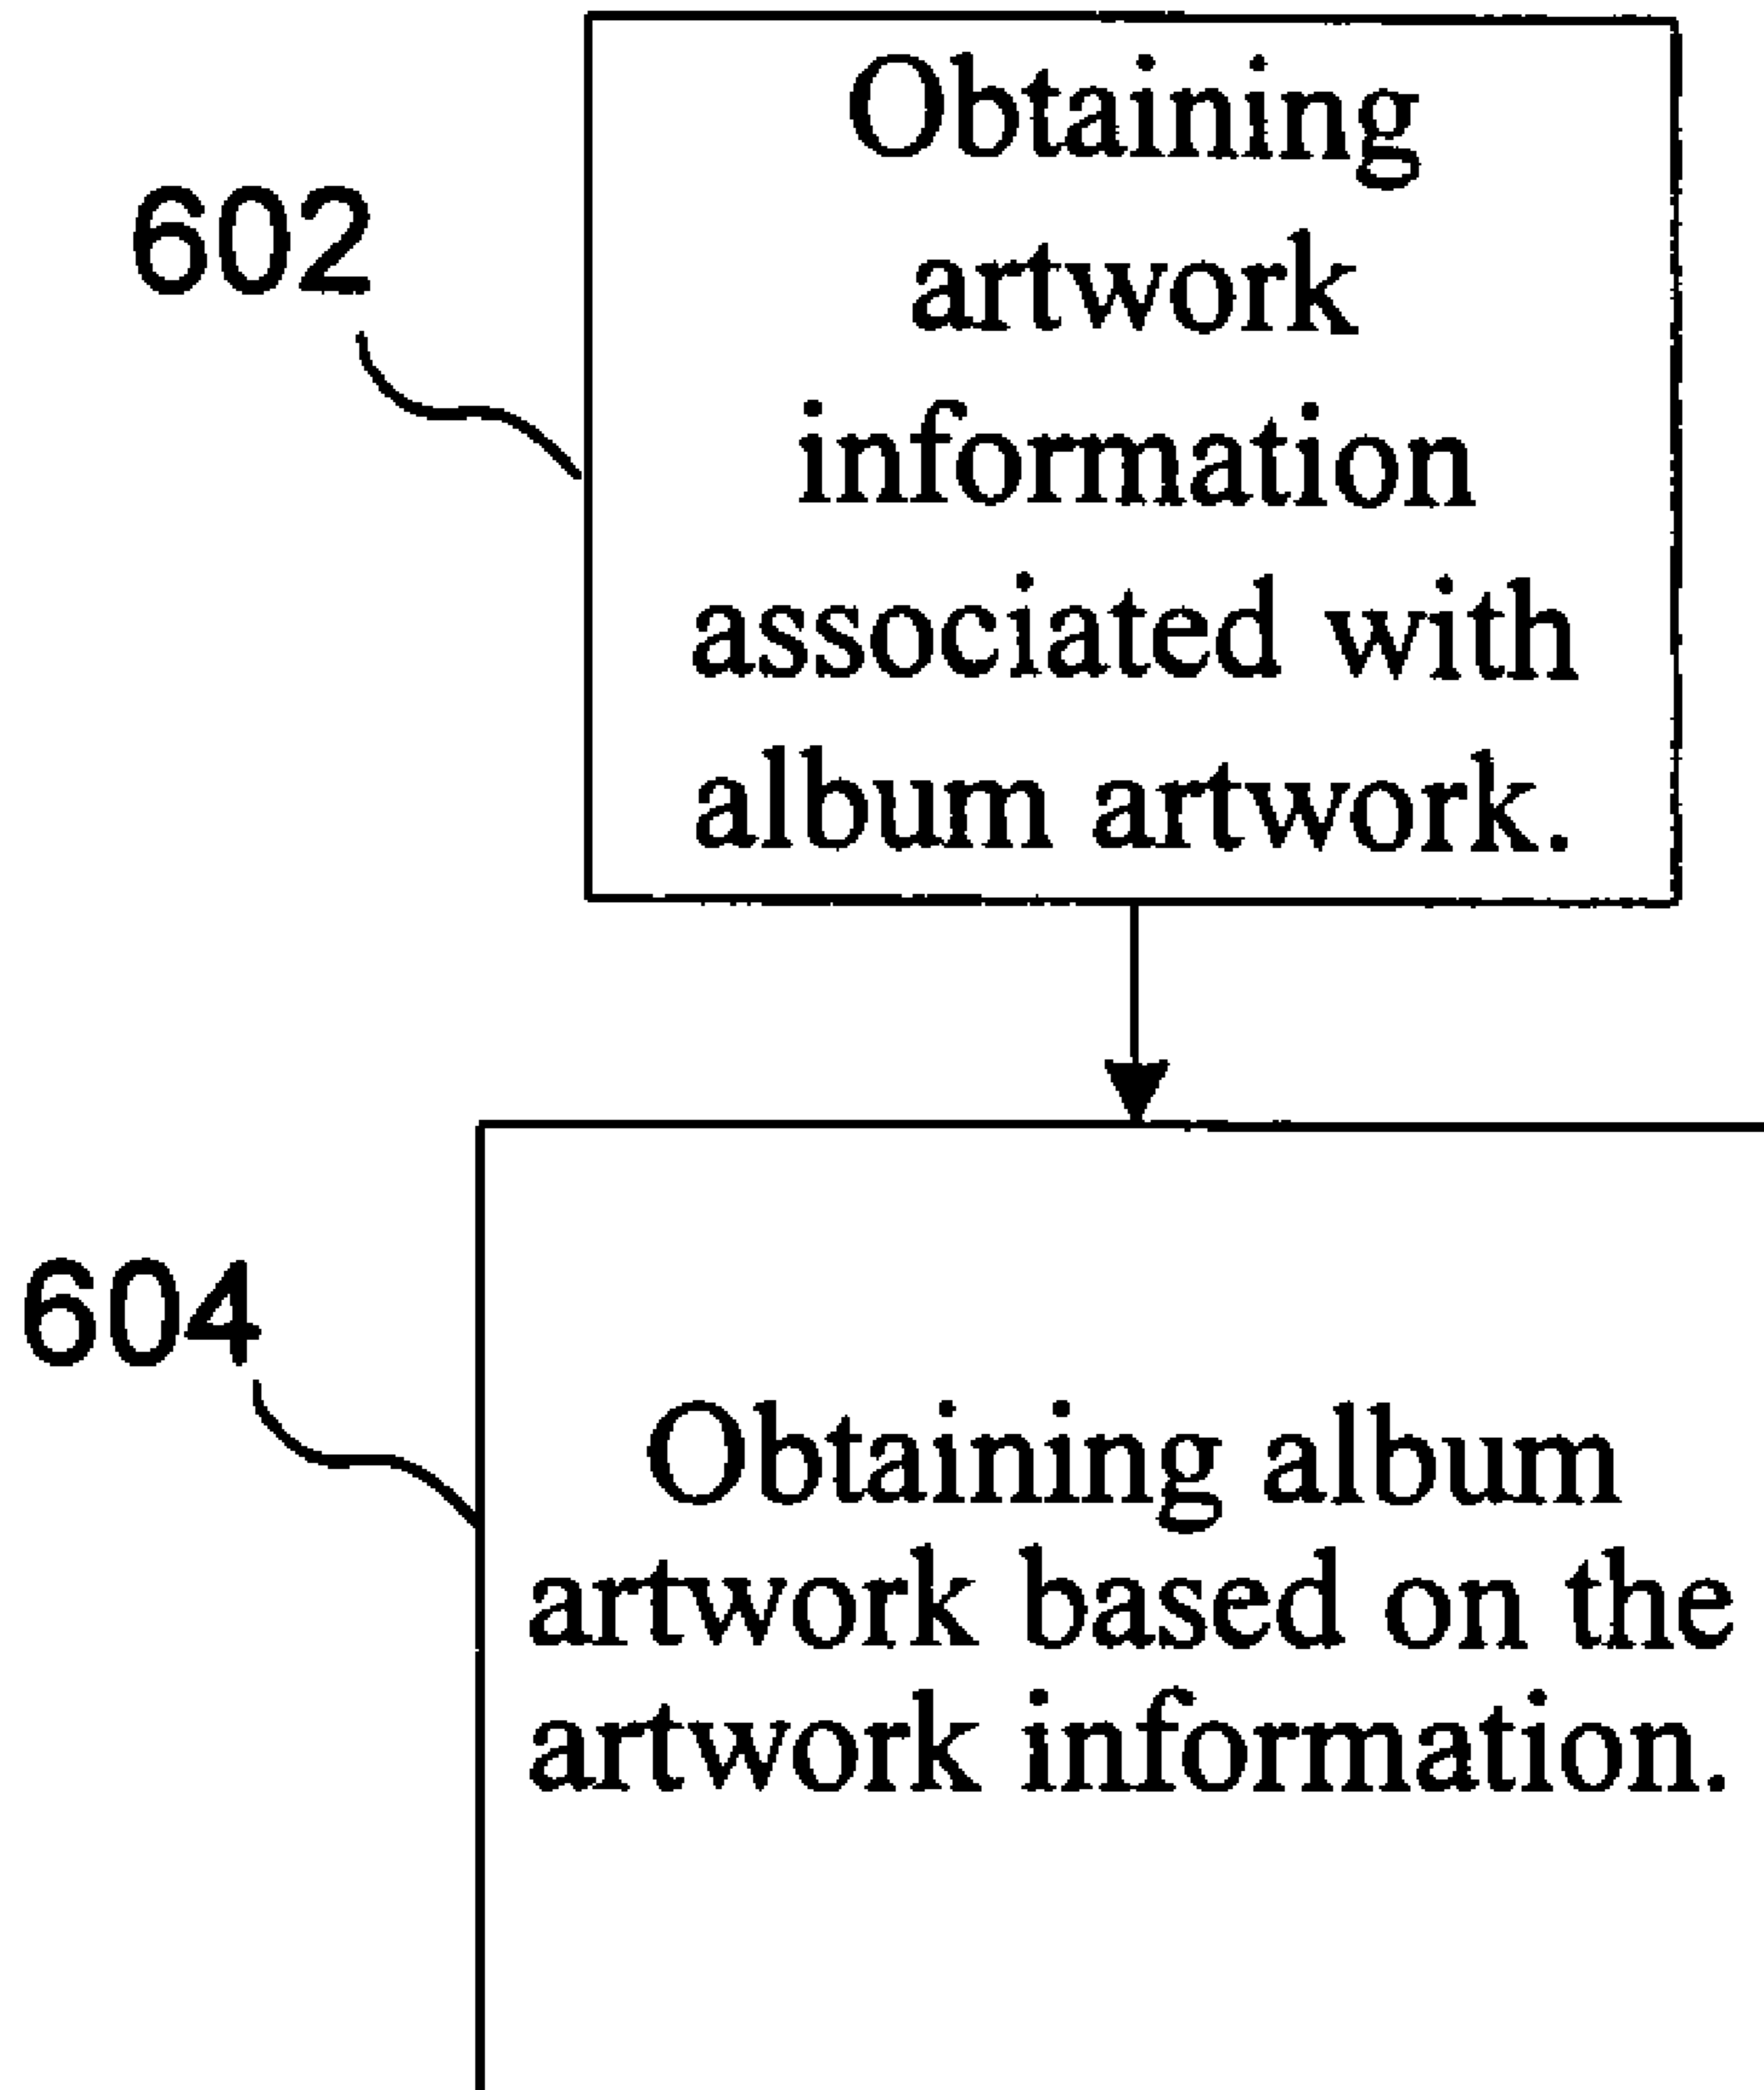 602
Obtaining
artwork
information
associated with
album artwork.
604
Obtaining album
artwork based on the
artwork information.